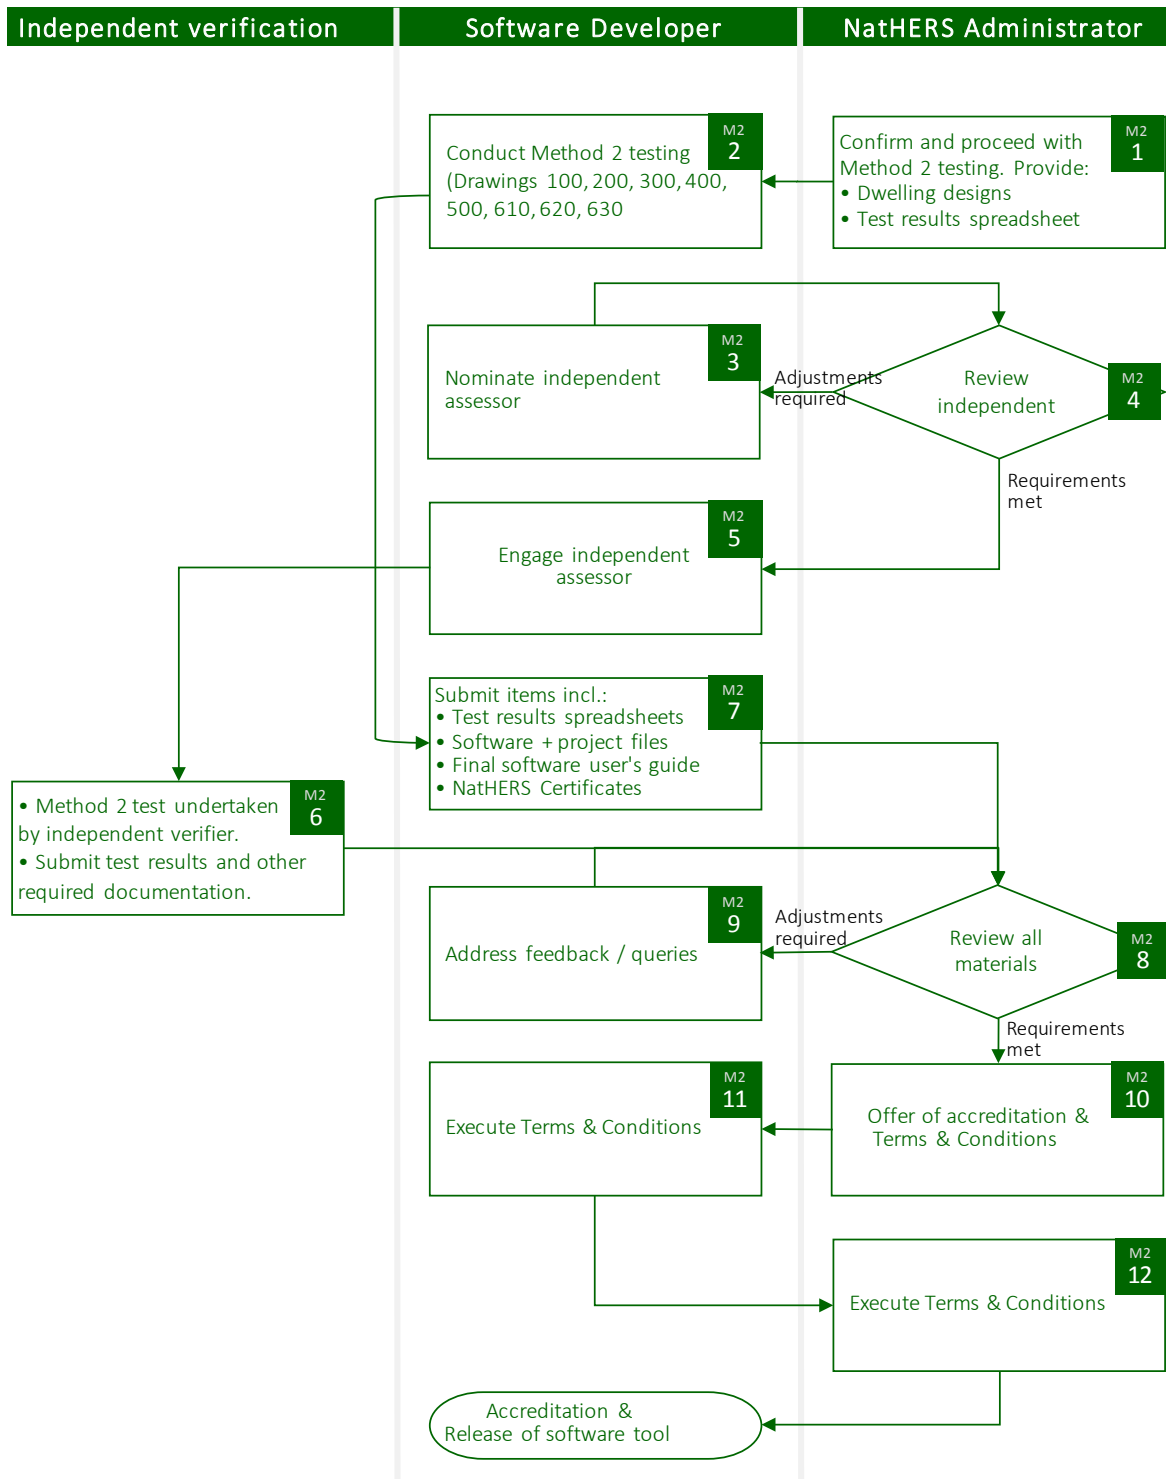 Independent verification
Software Developer
NatHERS Administrator
M2
1
Confirm and proceed with
Method 2 testing. Provide:
• Dwelling designs
• Test results spreadsheet
M2
2
Conduct Method 2 testing
(Drawings 100, 200, 300, 400,
500, 610, 620, 630
M2
3
Nominate independent
assessor
Adjustments
required
M2
4
Review
independent
Requirements
met
M2
5
Engage independent
assessor
M2
6
• Method 2 test undertaken
by independent verifier.
• Submit test results and other
required documentation.
M2
7
Submit items incl.:
• Test results spreadsheets
• Software + project files
• Final software user's guide
• NatHERS Certificates
M2
8
Review all
materials
Adjustments
required
M2
9
Address feedback / queries
Requirements
met
M2
10
Offer of accreditation &
Terms & Conditions
M2
11
Execute Terms & Conditions
M2
12
Execute Terms & Conditions
Accreditation &
Release of software tool